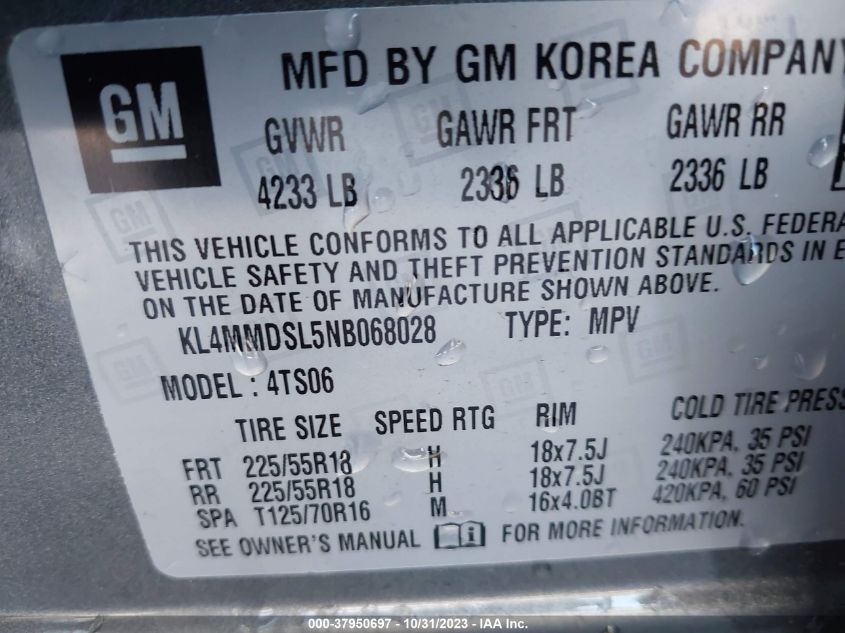 GM
MFD BY GM KOREA COMPANY
GVWR GAWR FRT GAWR RR
4233 LB 2336 LB 2336 LB
THIS VEHICLE CONFORMS TO ALL APPLICABLE U.S. FEDERA
VEHICLE SAFETY AND THEFT PREVENTION STANDARDS IN E
ON THE DATE OF MANUFACTURE SHOWN ABOVE.
KL4MMDSL5NB068028 TYPE: MPV
MODEL : 4TS06
TIRE SIZE SPEED RTG RIM COLD TIRE PRESS
FRT 225/55R18 H 18x7.5J 240KPA, 35 PSI
RR 225/55R18 H 18x7.5J 240KPA, 35 PSI
SPA T125/70R16 M 16x4.0BT 420KPA, 60 PSI
SEE OWNER'S MANUAL i FOR MORE INFORMATION.
000-37950697 - 10/31/2023 - IAA Inc.